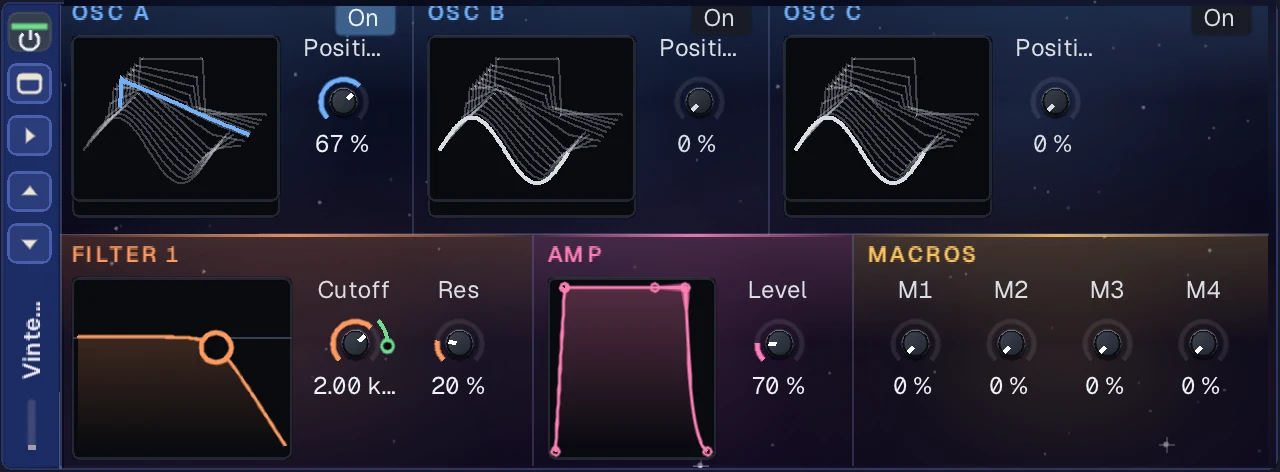 OSC A
On
OSC B
On
OSC C
On
Positi...
Positi...
Positi...
67 %
0 %
0 %
Vinte...
FILTER 1
AMP
MACROS
Cutoff
Res
Level
M1
M2
M3
M4
2.00 k...
20 %
70 %
0 %
0 %
0 %
0 %